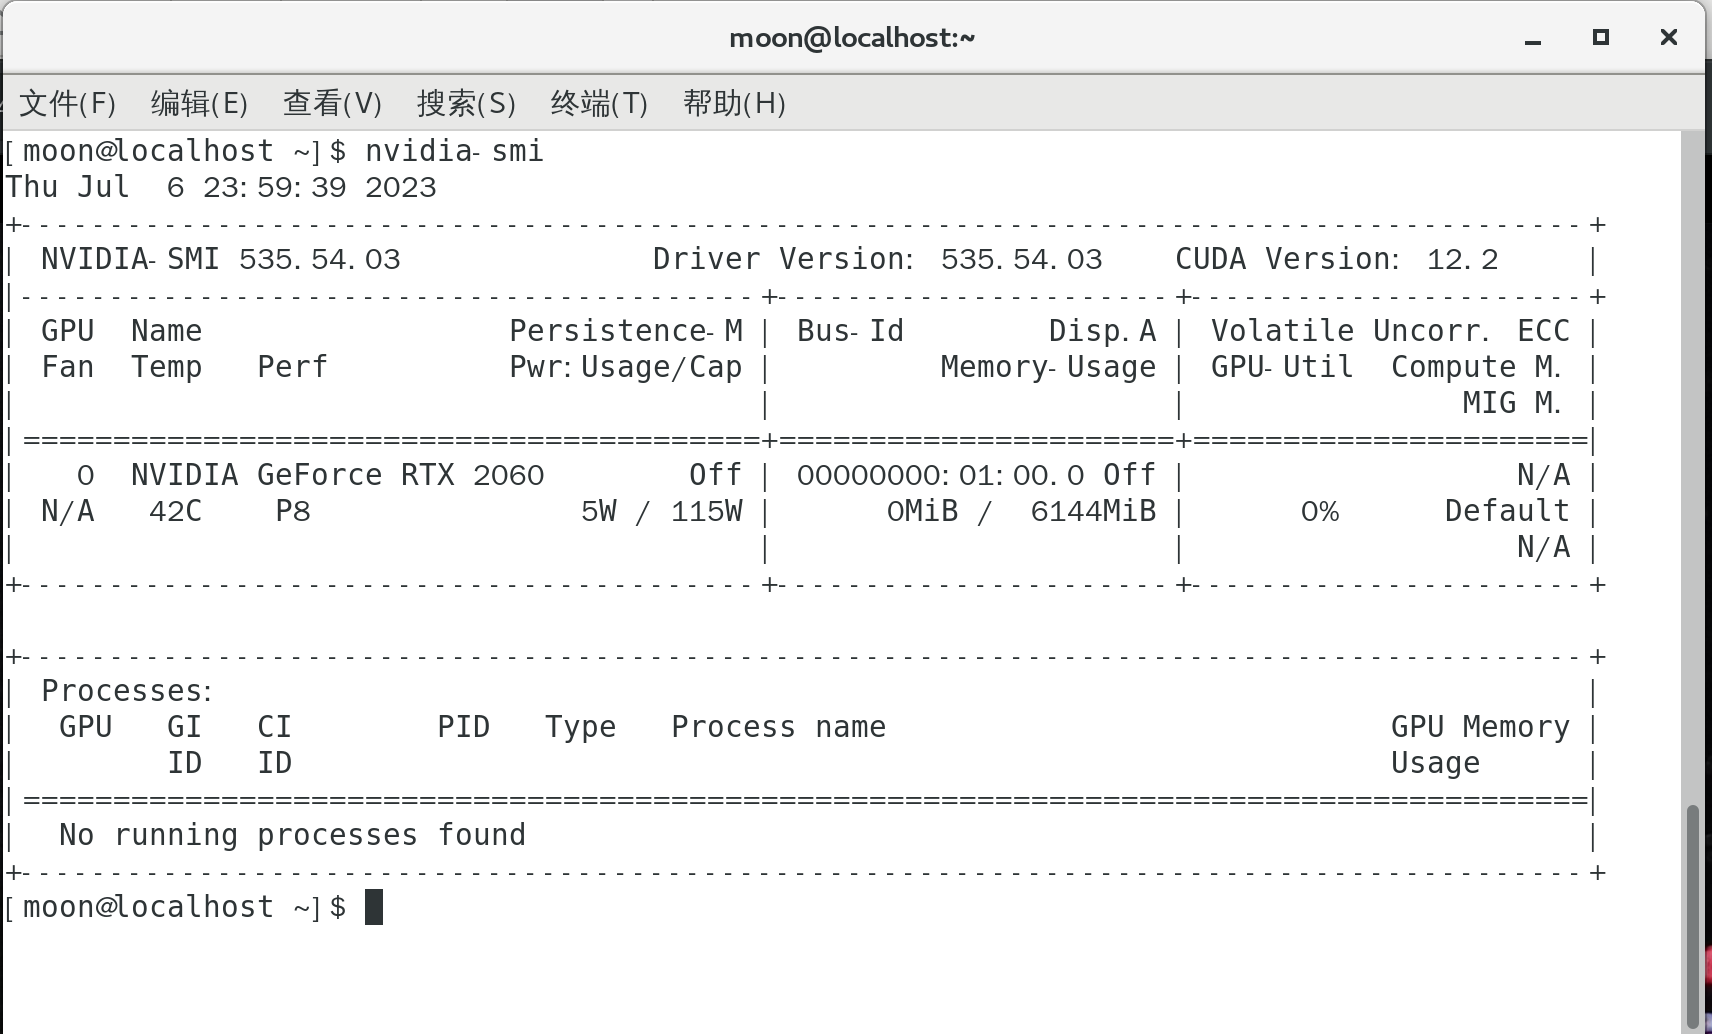 moon@localhost:~
文件(F) 编辑(E) 查看(V) 搜索(S) 终端(T) 帮助(H)
[moon@localhost ~]$ nvidia-smi
Thu Jul  6 23:59:39 2023
+---------------------------------------------------------------------------------------+
| NVIDIA-SMI 535.54.03              Driver Version: 535.54.03    CUDA Version: 12.2     |
|-----------------------------------------+----------------------+----------------------+
| GPU  Name                 Persistence-M | Bus-Id        Disp.A | Volatile Uncorr. ECC |
| Fan  Temp   Perf          Pwr:Usage/Cap |         Memory-Usage | GPU-Util  Compute M. |
|                                         |                      |               MIG M. |
|=========================================+======================+======================|
|   0  NVIDIA GeForce RTX 2060        Off | 00000000:01:00.0 Off |                  N/A |
| N/A   42C    P8               5W / 115W |      0MiB /  6144MiB |      0%      Default |
|                                         |                      |                  N/A |
+-----------------------------------------+----------------------+----------------------+
+---------------------------------------------------------------------------------------+
| Processes:                                                                            |
|  GPU   GI   CI        PID   Type   Process name                            GPU Memory |
|        ID   ID                                                             Usage      |
|=======================================================================================|
|  No running processes found                                                           |
+---------------------------------------------------------------------------------------+
[moon@localhost ~]$